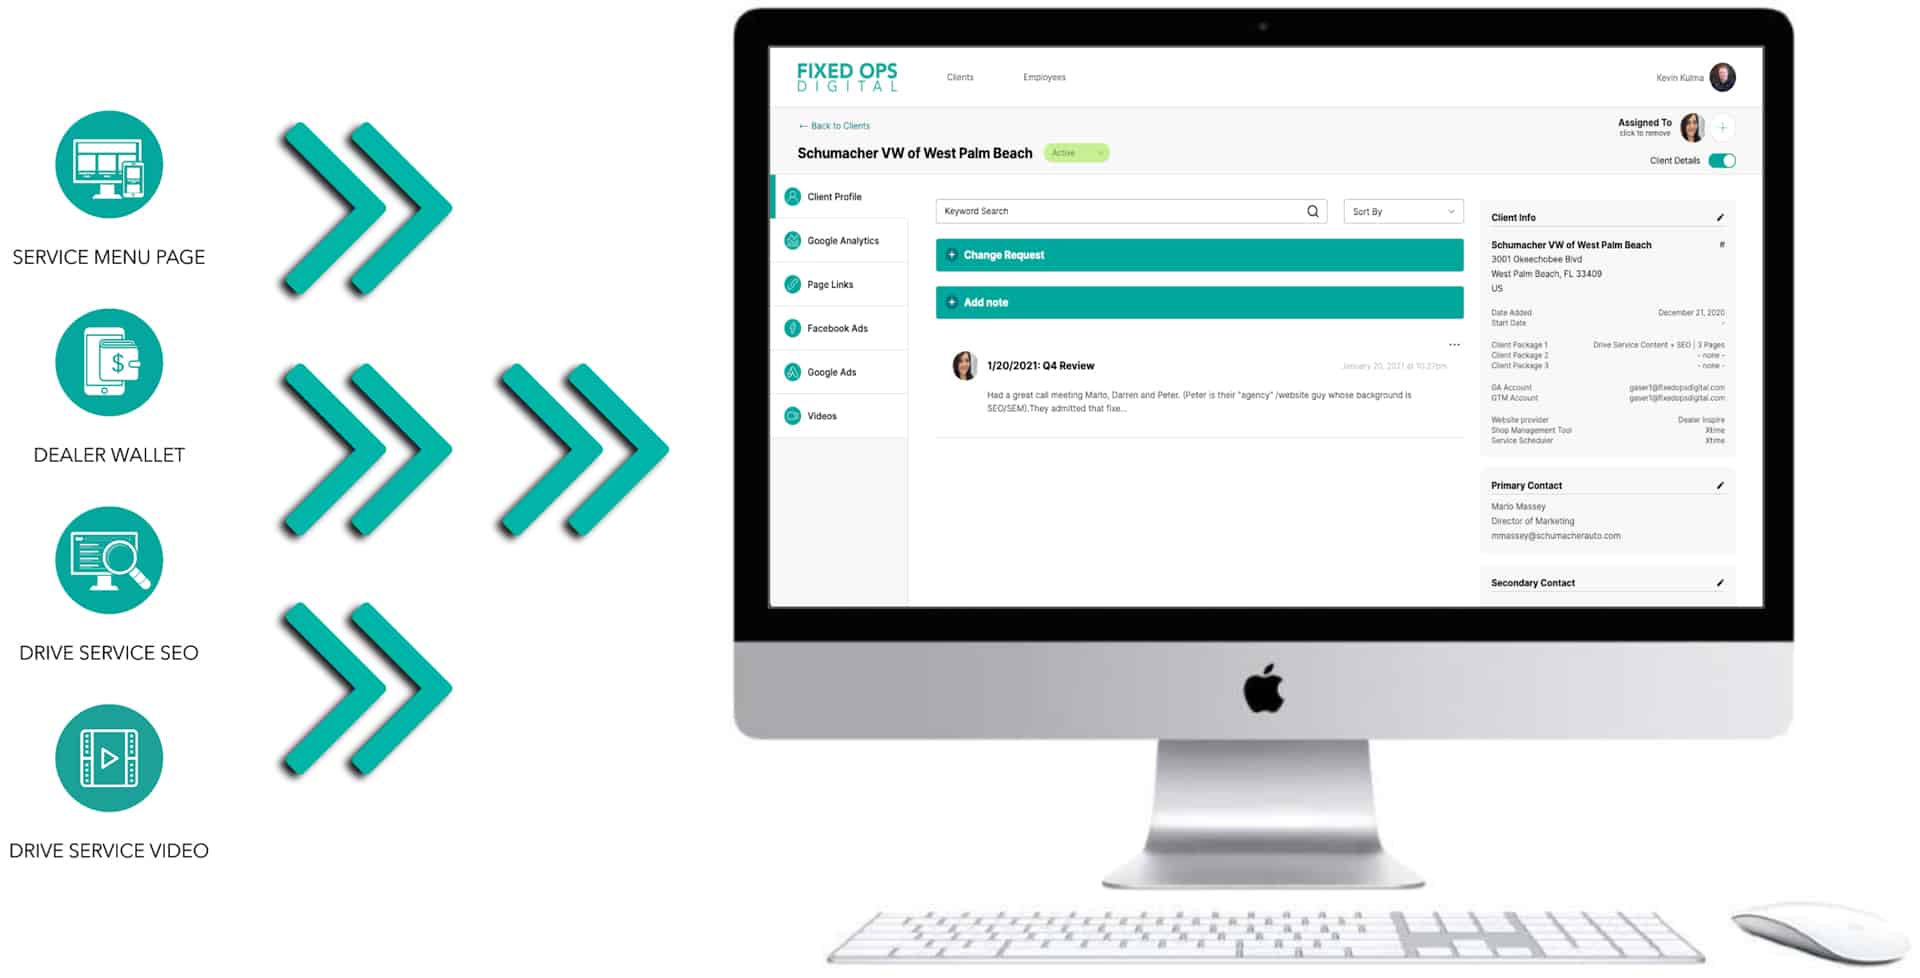 SERVICE MENU PAGE
DEALER WALLET
DRIVE SERVICE SEO
DRIVE SERVICE VIDEO
FIXED OPS
DIGITAL
Clients
Employees
Kevin Kulma
← Back to Clients
Schumacher VW of West Palm Beach
Active
Assigned To
click to remove
Client Details
Client Profile
Google Analytics
Page Links
Facebook Ads
Google Ads
Videos
Keyword Search
Sort By
+ Change Request
+ Add note
1/20/2021: Q4 Review
January 20, 2021 at 10:27pm
Had a great call meeting Marlo, Darren and Peter. (Peter is their "agency" /website guy whose background is
SEO/SEM).They admitted that fixe...
Client Info
Schumacher VW of West Palm Beach #
3001 Okeechobee Blvd
West Palm Beach, FL 33409
US
Date Added December 21, 2020
Start Date -
Client Package 1 Drive Service Content + SEO | 3 Pages
Client Package 2 - none -
Client Package 3 - none -
GA Account gaser1@fixedopsdigital.com
GTM Account gaser1@fixedopsdigital.com
Website provider Dealer Inspire
Shop Management Tool Xtime
Service Scheduler Xtime
Primary Contact
Marlo Massey
Director of Marketing
mmassey@schumacherauto.com
Secondary Contact